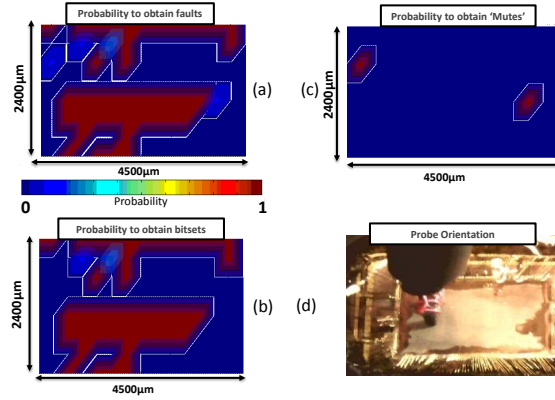 Probability to obtain faults
2400µm
(a)
4500µm
0
Probability
1
Probability to obtain bitsets
2400µm
(b)
4500µm
Probability to obtain ‘Mutes’
(c)
2400µm
4500µm
Probe Orientation
(d)